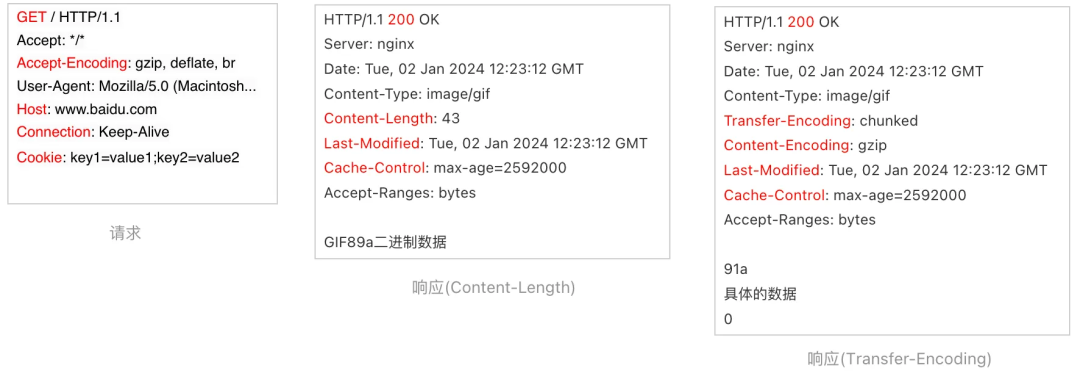 GET / HTTP/1.1
Accept: */*
Accept-Encoding: gzip, deflate, br
User-Agent: Mozilla/5.0 (Macintosh...
Host: www.baidu.com
Connection: Keep-Alive
Cookie: key1=value1;key2=value2
请求
HTTP/1.1 200 OK
Server: nginx
Date: Tue, 02 Jan 2024 12:23:12 GMT
Content-Type: image/gif
Content-Length: 43
Last-Modified: Tue, 02 Jan 2024 12:23:12 GMT
Cache-Control: max-age=2592000
Accept-Ranges: bytes
GIF89a二进制数据
响应(Content-Length)
HTTP/1.1 200 OK
Server: nginx
Date: Tue, 02 Jan 2024 12:23:12 GMT
Content-Type: image/gif
Transfer-Encoding: chunked
Content-Encoding: gzip
Last-Modified: Tue, 02 Jan 2024 12:23:12 GMT
Cache-Control: max-age=2592000
Accept-Ranges: bytes
91a
具体的数据
0
响应(Transfer-Encoding)